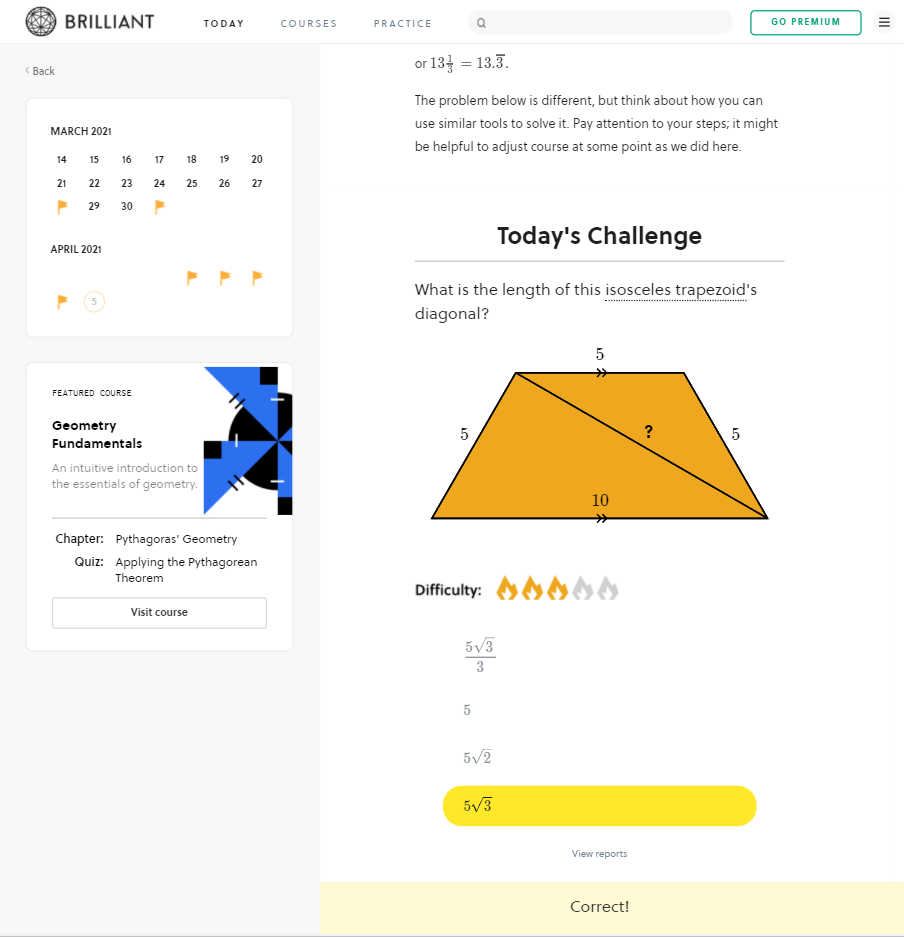 BRILLIANT
TODAY COURSES PRACTICE
GO PREMIUM
< Back
MARCH 2021
14 15 16 17 18 19 20
21 22 23 24 25 26 27
29 30
APRIL 2021
5
FEATURED COURSE
Geometry
Fundamentals
An intuitive introduction to
the essentials of geometry.
Chapter: Pythagoras' Geometry
Quiz: Applying the Pythagorean
Theorem
Visit course
or 13 1/3 = 13.3̅.
The problem below is different, but think about how you can
use similar tools to solve it. Pay attention to your steps; it might
be helpful to adjust course at some point as we did here.
Today's Challenge
What is the length of this isosceles trapezoid's
diagonal?
5
5 ? 5
10
Difficulty:
5√3/3
5
5√2
5√3
View reports
Correct!